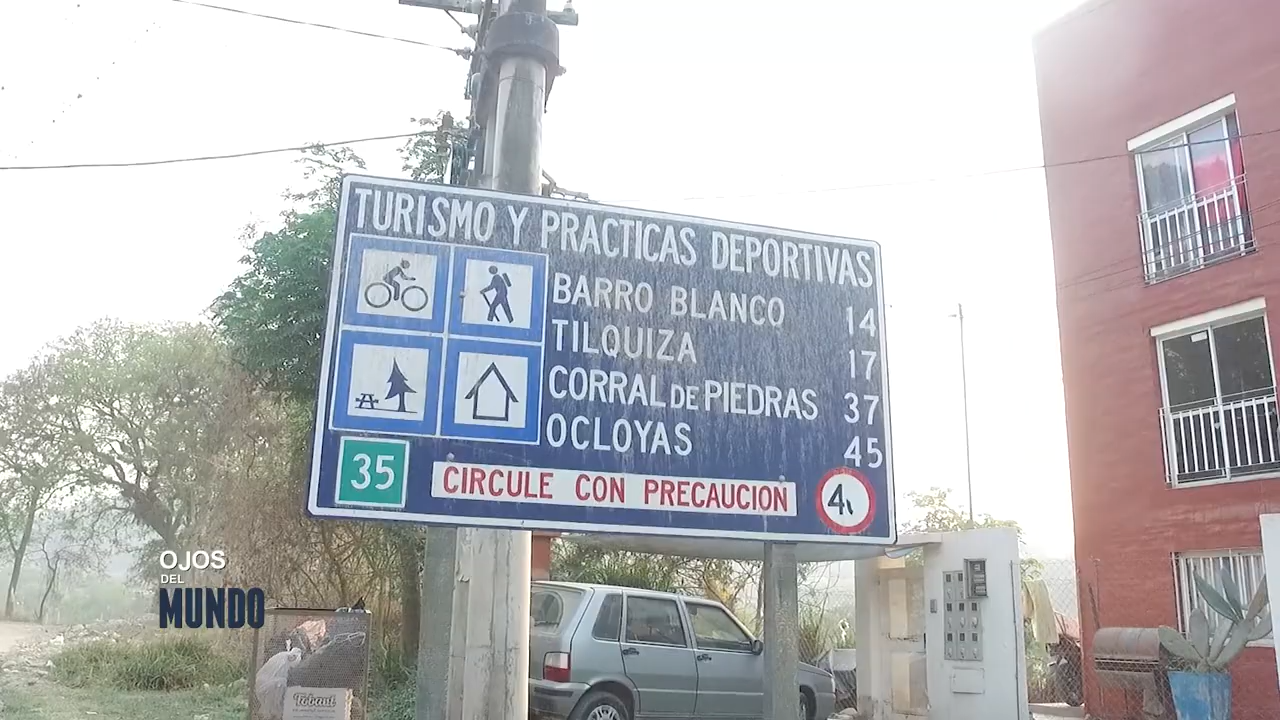 TURISMO Y PRACTICAS DEPORTIVAS
BARRO BLANCO 14
TILQUIZA 17
CORRAL DE PIEDRAS 37
OCLOYAS 45
35
CIRCULE CON PRECAUCION
OJOS
DEL
MUNDO